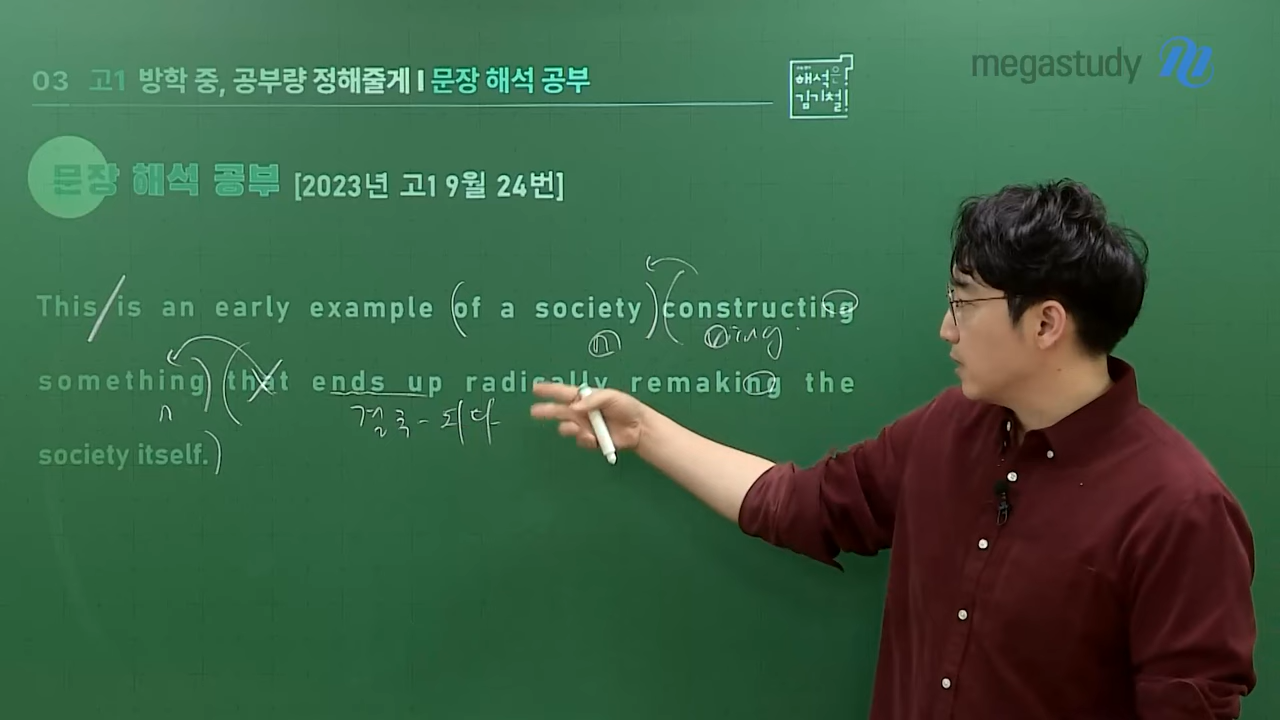 megastudy
03 고1 방학 중, 공부량 정해줄게 I 문장 해석 공부
해석은!
김기철!
문장 해석 공부 [2023년 고1 9월 24번]
This is an early example (of a society) (constructing
n
ving
something) (that ends up radically remaking the
n
결국 - 되다
society itself.)